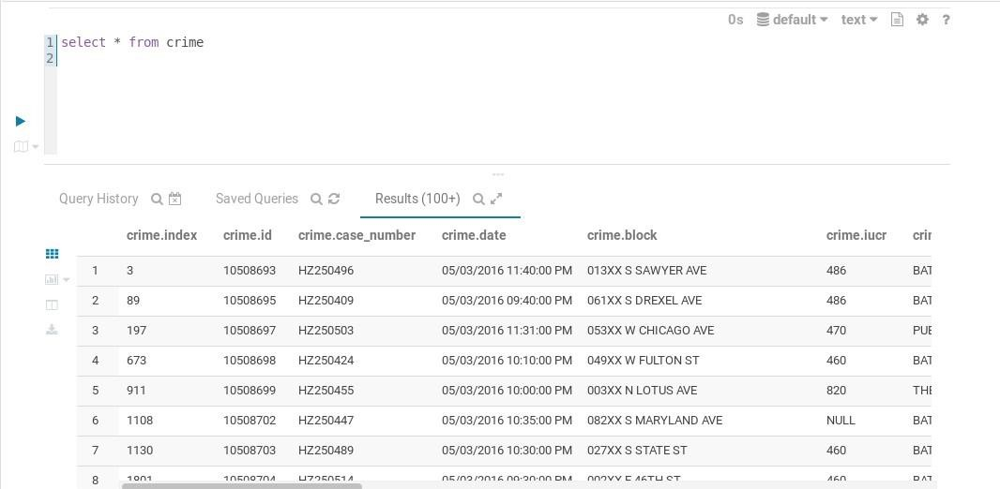 0s default text ?
1 select * from crime
2
Query History Saved Queries Results (100+)
crime.index crime.id crime.case_number crime.date crime.block crime.iucr crir
1 3 10508693 HZ250496 05/03/2016 11:40:00 PM 013XX S SAWYER AVE 486 BAT
2 89 10508695 HZ250409 05/03/2016 09:40:00 PM 061XX S DREXEL AVE 486 BAT
3 197 10508697 HZ250503 05/03/2016 11:31:00 PM 053XX W CHICAGO AVE 470 PUE
4 673 10508698 HZ250424 05/03/2016 10:10:00 PM 049XX W FULTON ST 460 BAT
5 911 10508699 HZ250455 05/03/2016 10:00:00 PM 003XX N LOTUS AVE 820 THE
6 1108 10508702 HZ250447 05/03/2016 10:35:00 PM 082XX S MARYLAND AVE NULL BAT
7 1130 10508703 HZ250489 05/03/2016 10:30:00 PM 027XX S STATE ST 460 BAT
8 1801 10508704 HZ250514 05/03/2016 09:30:00 PM 002XX E 46TH ST 460 BAT